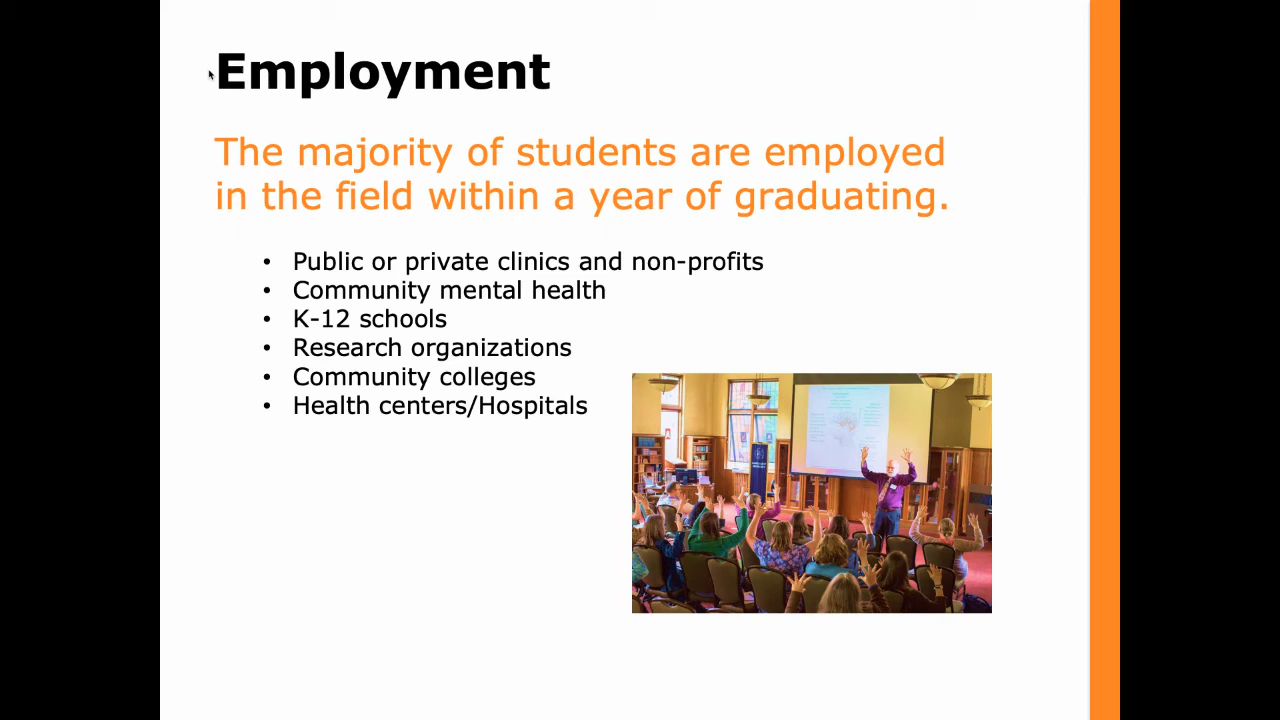 Employment
The majority of students are employed
in the field within a year of graduating.
• Public or private clinics and non-profits
• Community mental health
• K-12 schools
• Research organizations
• Community colleges
• Health centers/Hospitals